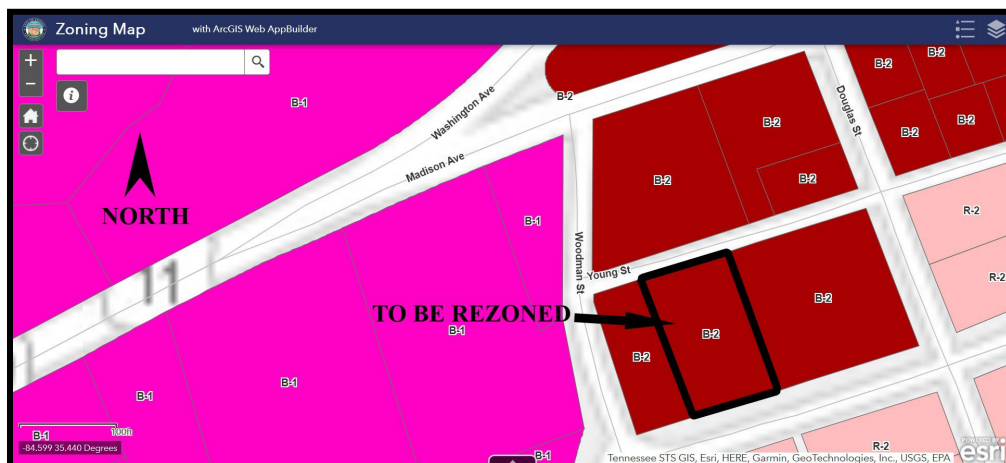 Zoning Map
with ArcGIS Web AppBuilder
+
−
i
NORTH
11
Washington Ave
Madison Ave
Woodman St
Young St
Douglas St
B-1
B-2
B-2
B-2
B-2
B-2
B-2
B-2
B-2
R-2
R-2
B-1
TO BE REZONED
B-1
B-2
B-2
B-2
B-1
B-1
B-1
B-1
R-2
100ft
-84.599 35.440 Degrees
Tennessee STS GIS, Esri, HERE, Garmin, GeoTechnologies, Inc., USGS, EPA
POWERED BY
esri